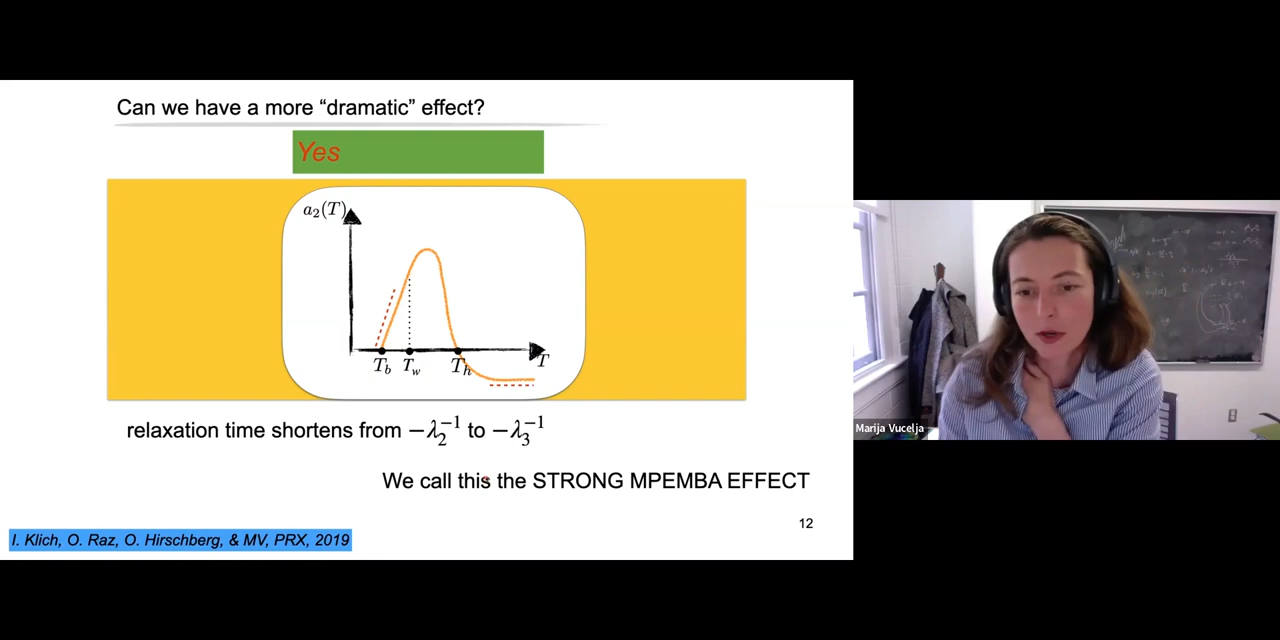 Can we have a more “dramatic” effect?
Yes
a₂(T)
T_b T_w T_h T
relaxation time shortens from −λ₂⁻¹ to −λ₃⁻¹
We call this the STRONG MPEMBA EFFECT
12
I. Klich, O. Raz, O. Hirschberg, & MV, PRX, 2019
Marija Vucelja